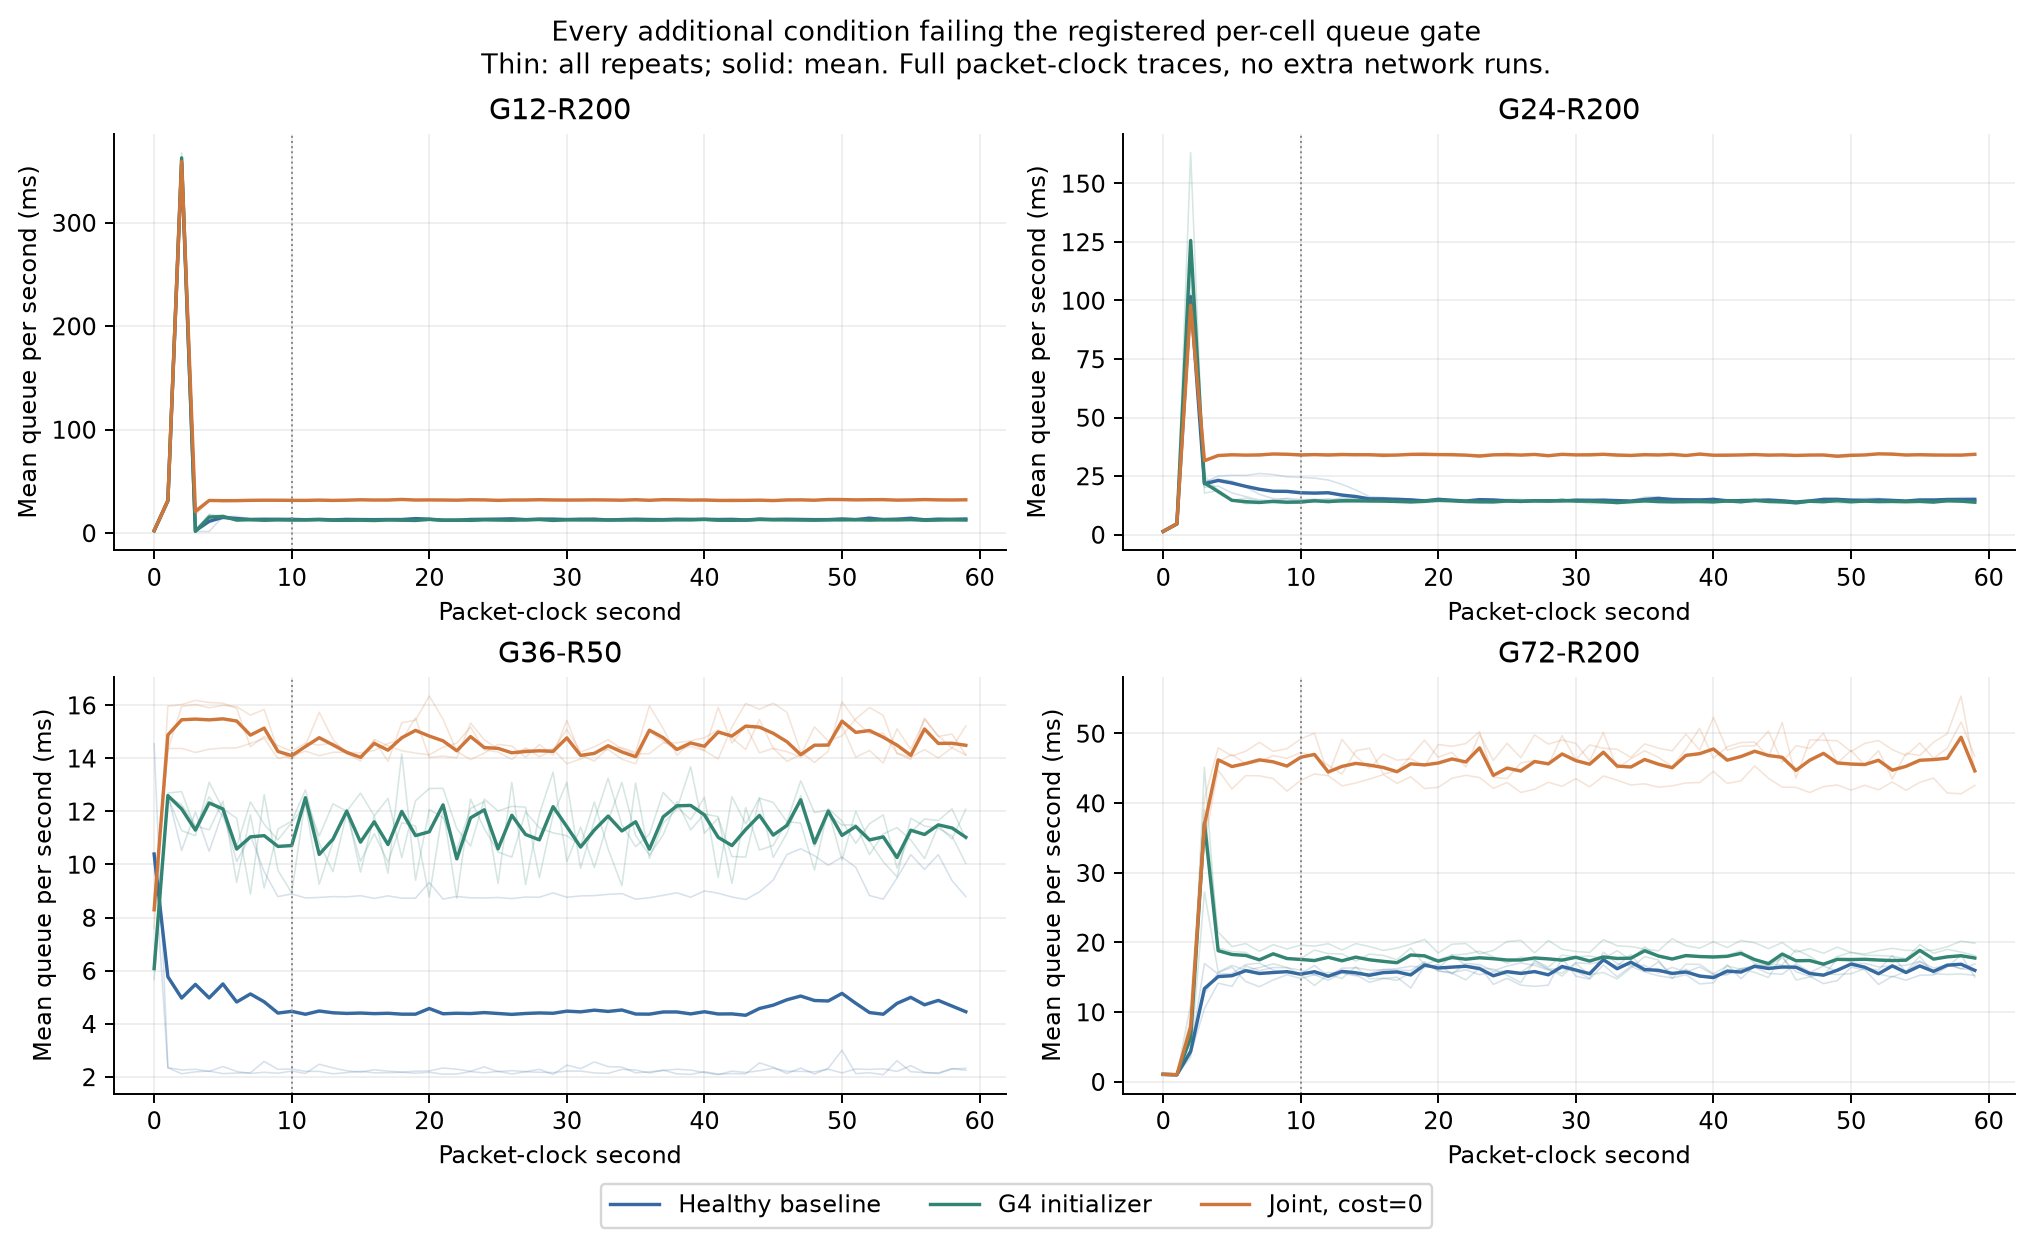 Every additional condition failing the registered per-cell queue gate
Thin: all repeats; solid: mean. Full packet-clock traces, no extra network runs.
G12-R200
Mean queue per second (ms)
300
200
100
0
0 10 20 30 40 50 60
Packet-clock second
G24-R200
Mean queue per second (ms)
150
125
100
75
50
25
0
0 10 20 30 40 50 60
Packet-clock second
G36-R50
Mean queue per second (ms)
16
14
12
10
8
6
4
2
0 10 20 30 40 50 60
Packet-clock second
G72-R200
Mean queue per second (ms)
50
40
30
20
10
0
0 10 20 30 40 50 60
Packet-clock second
Healthy baseline G4 initializer Joint, cost=0